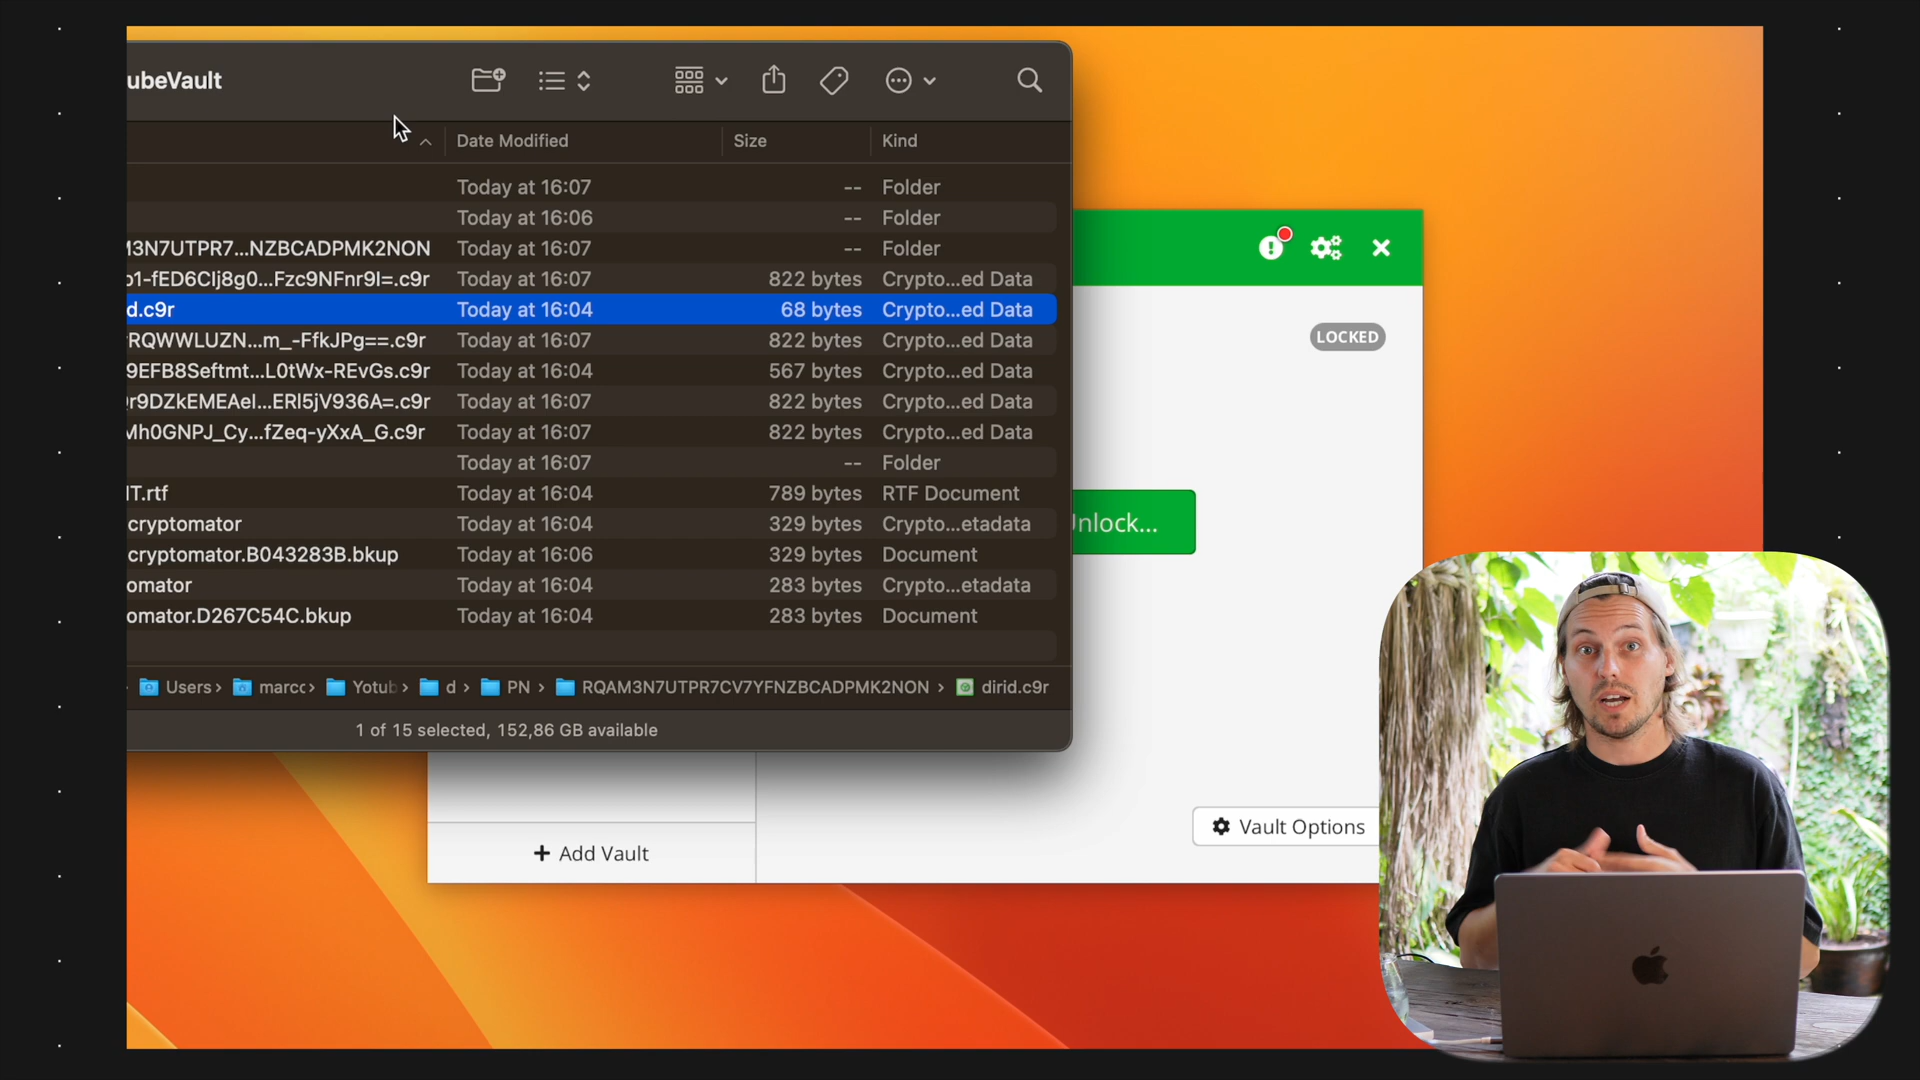 ubeVault
Date Modified Size Kind
Today at 16:07 -- Folder
Today at 16:06 -- Folder
M3N7UTPR7...NZBCADPMK2NON Today at 16:07 -- Folder
o1-fED6Clj8g0...Fzc9NFnr9I=.c9r Today at 16:07 822 bytes Crypto...ed Data
d.c9r Today at 16:04 68 bytes Crypto...ed Data
RQWWLUZN...m_-FfkJPg==.c9r Today at 16:07 822 bytes Crypto...ed Data
9EFB8Seftmt...L0tWx-REvGs.c9r Today at 16:04 567 bytes Crypto...ed Data
r9DZkEMEAeI...ERI5jV936A=.c9r Today at 16:07 822 bytes Crypto...ed Data
Mh0GNPJ_Cy...fZeq-yXxA_G.c9r Today at 16:07 822 bytes Crypto...ed Data
Today at 16:07 -- Folder
IT.rtf Today at 16:04 789 bytes RTF Document
cryptomator Today at 16:04 329 bytes Crypto...etadata
cryptomator.B043283B.bkup Today at 16:06 329 bytes Document
omator Today at 16:04 283 bytes Crypto...etadata
omator.D267C54C.bkup Today at 16:04 283 bytes Document
Users › marcc › Yotub › d › PN › RQAM3N7UTPR7CV7YFNZBCADPMK2NON › dirid.c9r
1 of 15 selected, 152,86 GB available
LOCKED
Unlock...
Vault Options
+ Add Vault